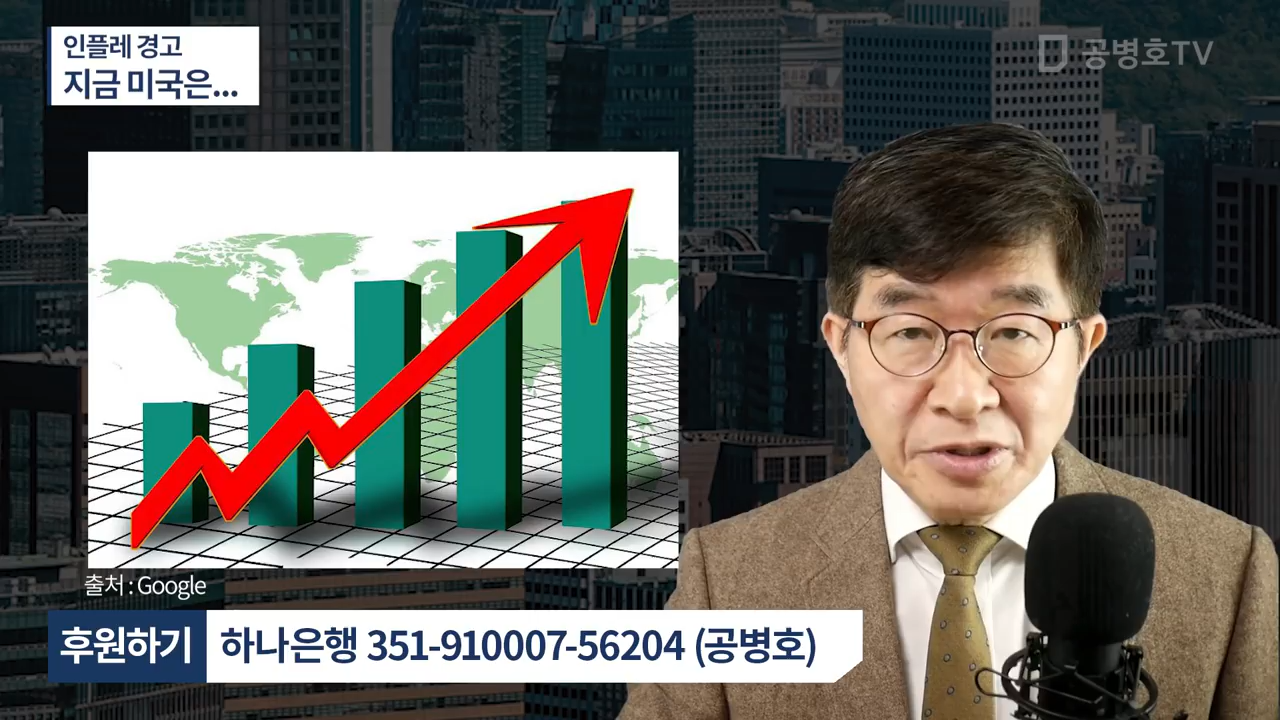 인플레 경고
지금 미국은...
공병호TV
출처 : Google
후원하기
하나은행 351-910007-56204 (공병호)